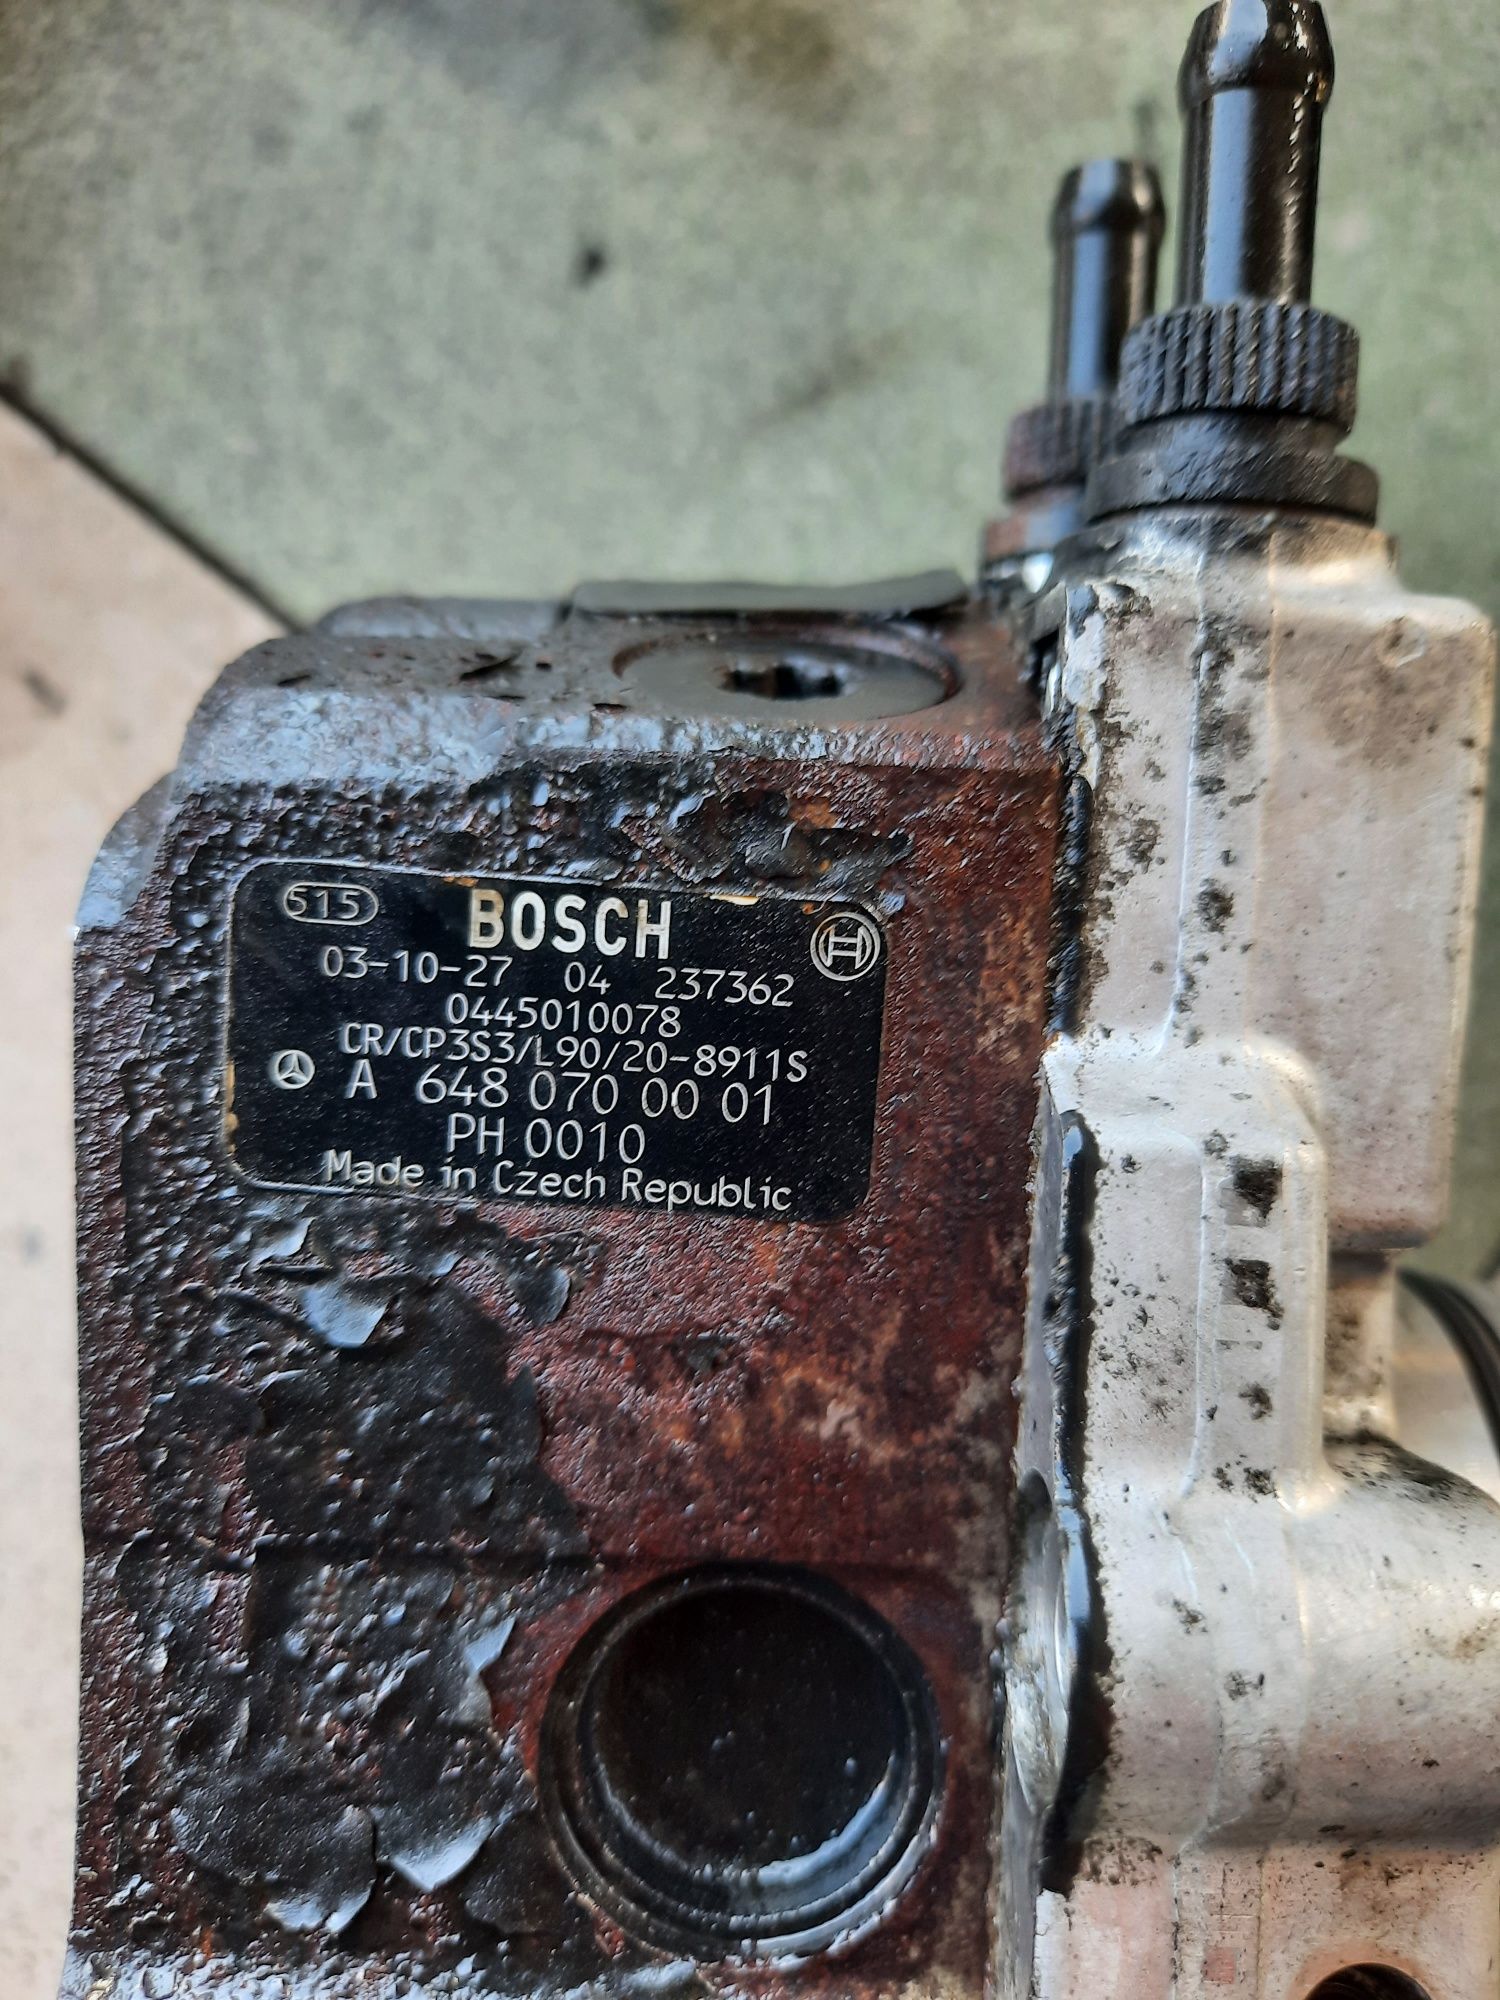 515 BOSCH
03-10-27 04 237362
0445010078
CR/CP3S3/L90/20-8911S
A 648 070 00 01
PH 0010
Made in Czech Republic